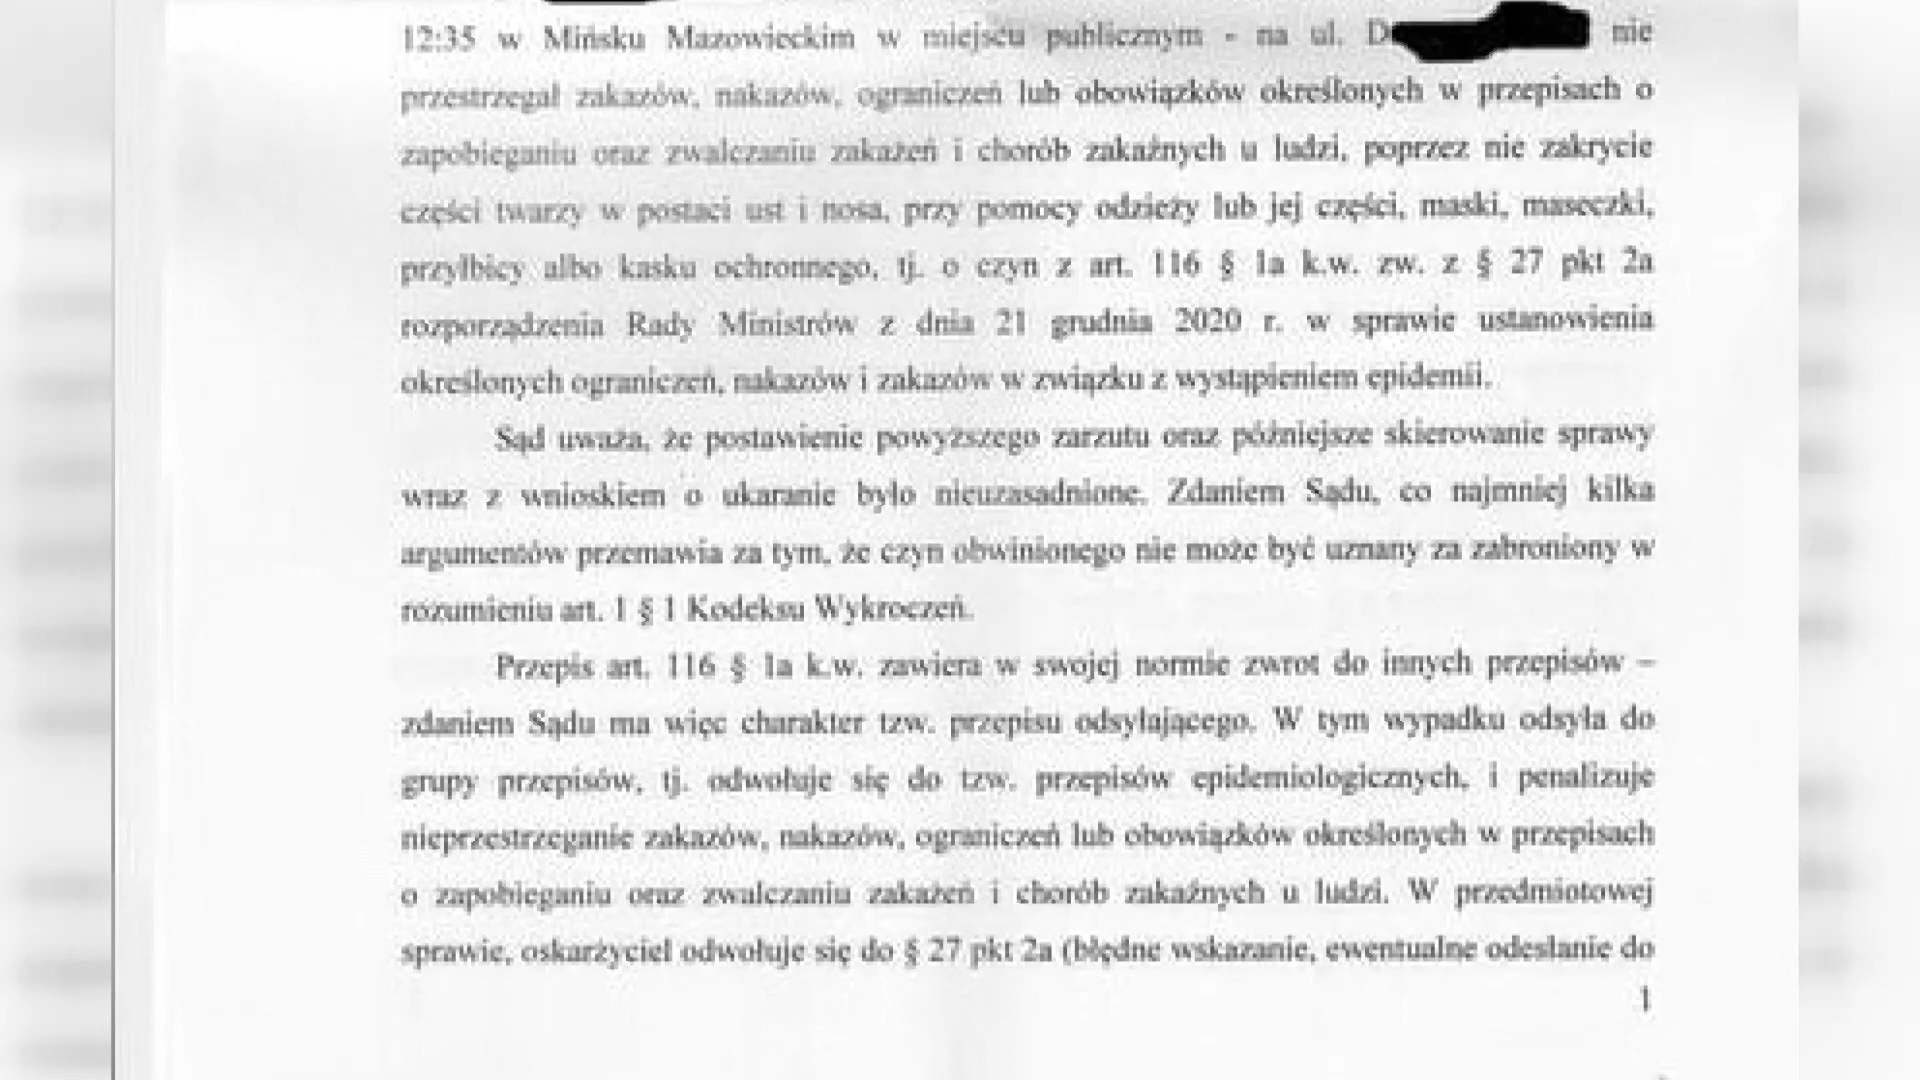 12:35 w Mińsku Mazowieckim w miejscu publicznym - na ul. D nie
przestrzegał zakazów, nakazów, ograniczeń lub obowiązków określonych w przepisach o
zapobieganiu oraz zwalczaniu zakażeń i chorób zakaźnych u ludzi, poprzez nie zakrycie
części twarzy w postaci ust i nosa, przy pomocy odzieży lub jej części, maski, maseczki,
przyłbicy albo kasku ochronnego, tj. o czyn z art. 116 § 1a k.w. zw. z § 27 pkt 2a
rozporządzenia Rady Ministrów z dnia 21 grudnia 2020 r. w sprawie ustanowienia
określonych ograniczeń, nakazów i zakazów w związku z wystąpieniem epidemii.
Sąd uważa, że postawienie powyższego zarzutu oraz późniejsze skierowanie sprawy
wraz z wnioskiem o ukaranie było nieuzasadnione. Zdaniem Sądu, co najmniej kilka
argumentów przemawia za tym, że czyn obwinionego nie może być uznany za zabroniony w
rozumieniu art. 1 § 1 Kodeksu Wykroczeń.
Przepis art. 116 § 1a k.w. zawiera w swojej normie zwrot do innych przepisów –
zdaniem Sądu ma więc charakter tzw. przepisu odsyłającego. W tym wypadku odsyła do
grupy przepisów, tj. odwołuje się do tzw. przepisów epidemiologicznych, i penalizuje
nieprzestrzeganie zakazów, nakazów, ograniczeń lub obowiązków określonych w przepisach
o zapobieganiu oraz zwalczaniu zakażeń i chorób zakaźnych u ludzi. W przedmiotowej
sprawie, oskarżyciel odwołuje się do § 27 pkt 2a (błędne wskazanie, ewentualne odesłanie do
1